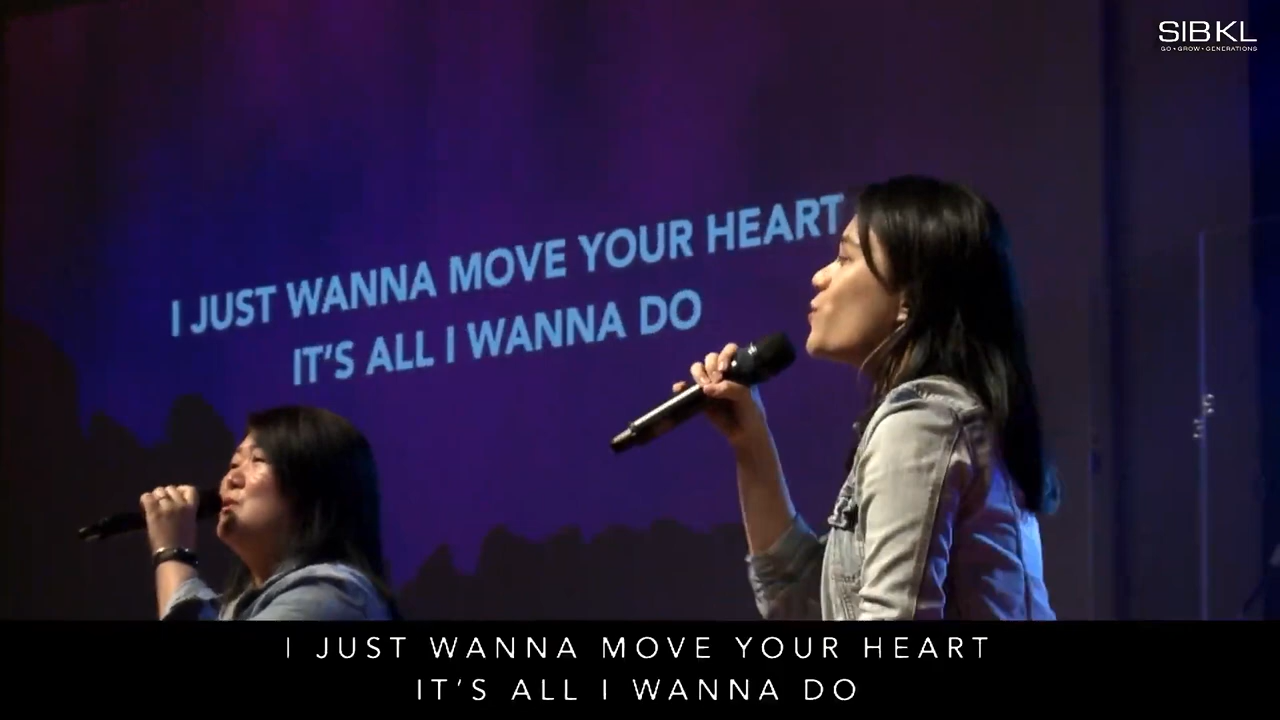 SIBKL
GO • GROW • GENERATIONS
I JUST WANNA MOVE YOUR HEART
IT'S ALL I WANNA DO
I JUST WANNA MOVE YOUR HEART
IT'S ALL I WANNA DO